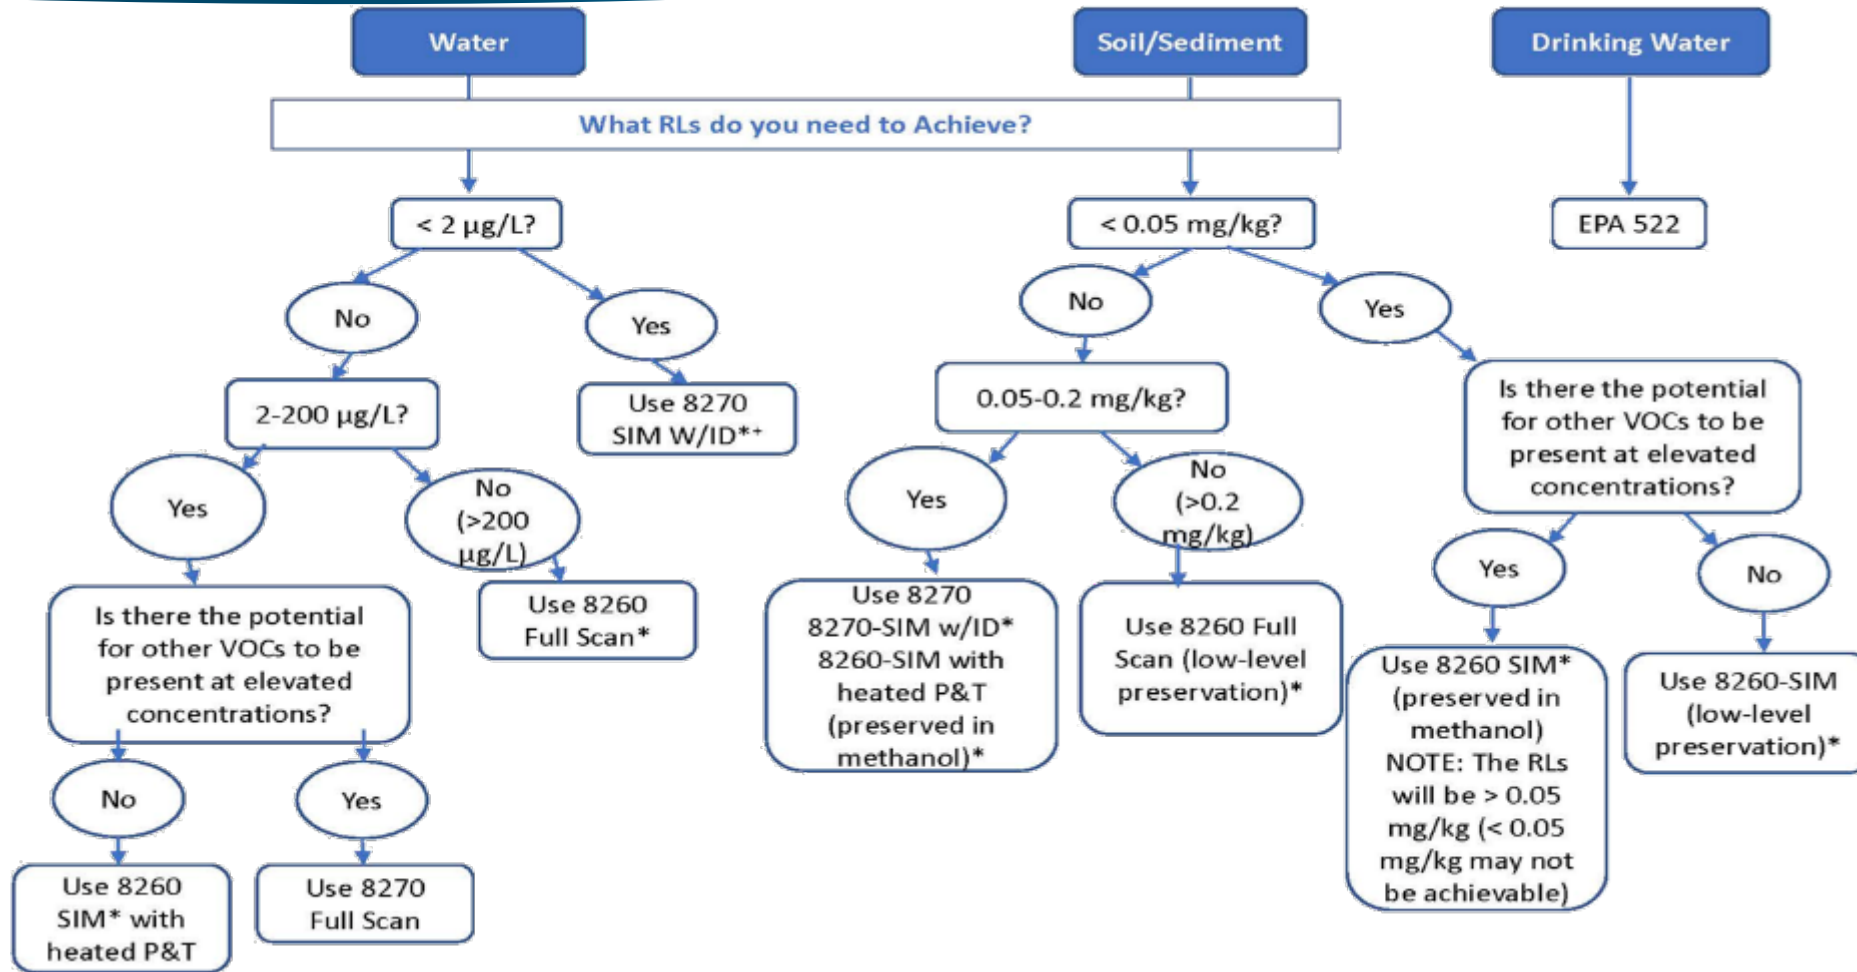 Water
Soil/Sediment
Drinking Water
What RLs do you need to Achieve?
< 2 µg/L?
< 0.05 mg/kg?
EPA 522
No
Yes
No
Yes
2-200 µg/L?
Use 8270
SIM W/ID*⁺
0.05-0.2 mg/kg?
Is there the potential
for other VOCs to be
present at elevated
concentrations?
Yes
No
(>200
µg/L)
Yes
No
(>0.2
mg/kg)
Yes
No
Is there the potential
for other VOCs to be
present at elevated
concentrations?
Use 8260
Full Scan*
Use 8270
8270-SIM w/ID*
8260-SIM with
heated P&T
(preserved in
methanol)*
Use 8260 Full
Scan (low-level
preservation)*
Use 8260 SIM*
(preserved in
methanol)
NOTE: The RLs
will be > 0.05
mg/kg (< 0.05
mg/kg may not
be achievable)
Use 8260-SIM
(low-level
preservation)*
No
Yes
Use 8260
SIM* with
heated P&T
Use 8270
Full Scan